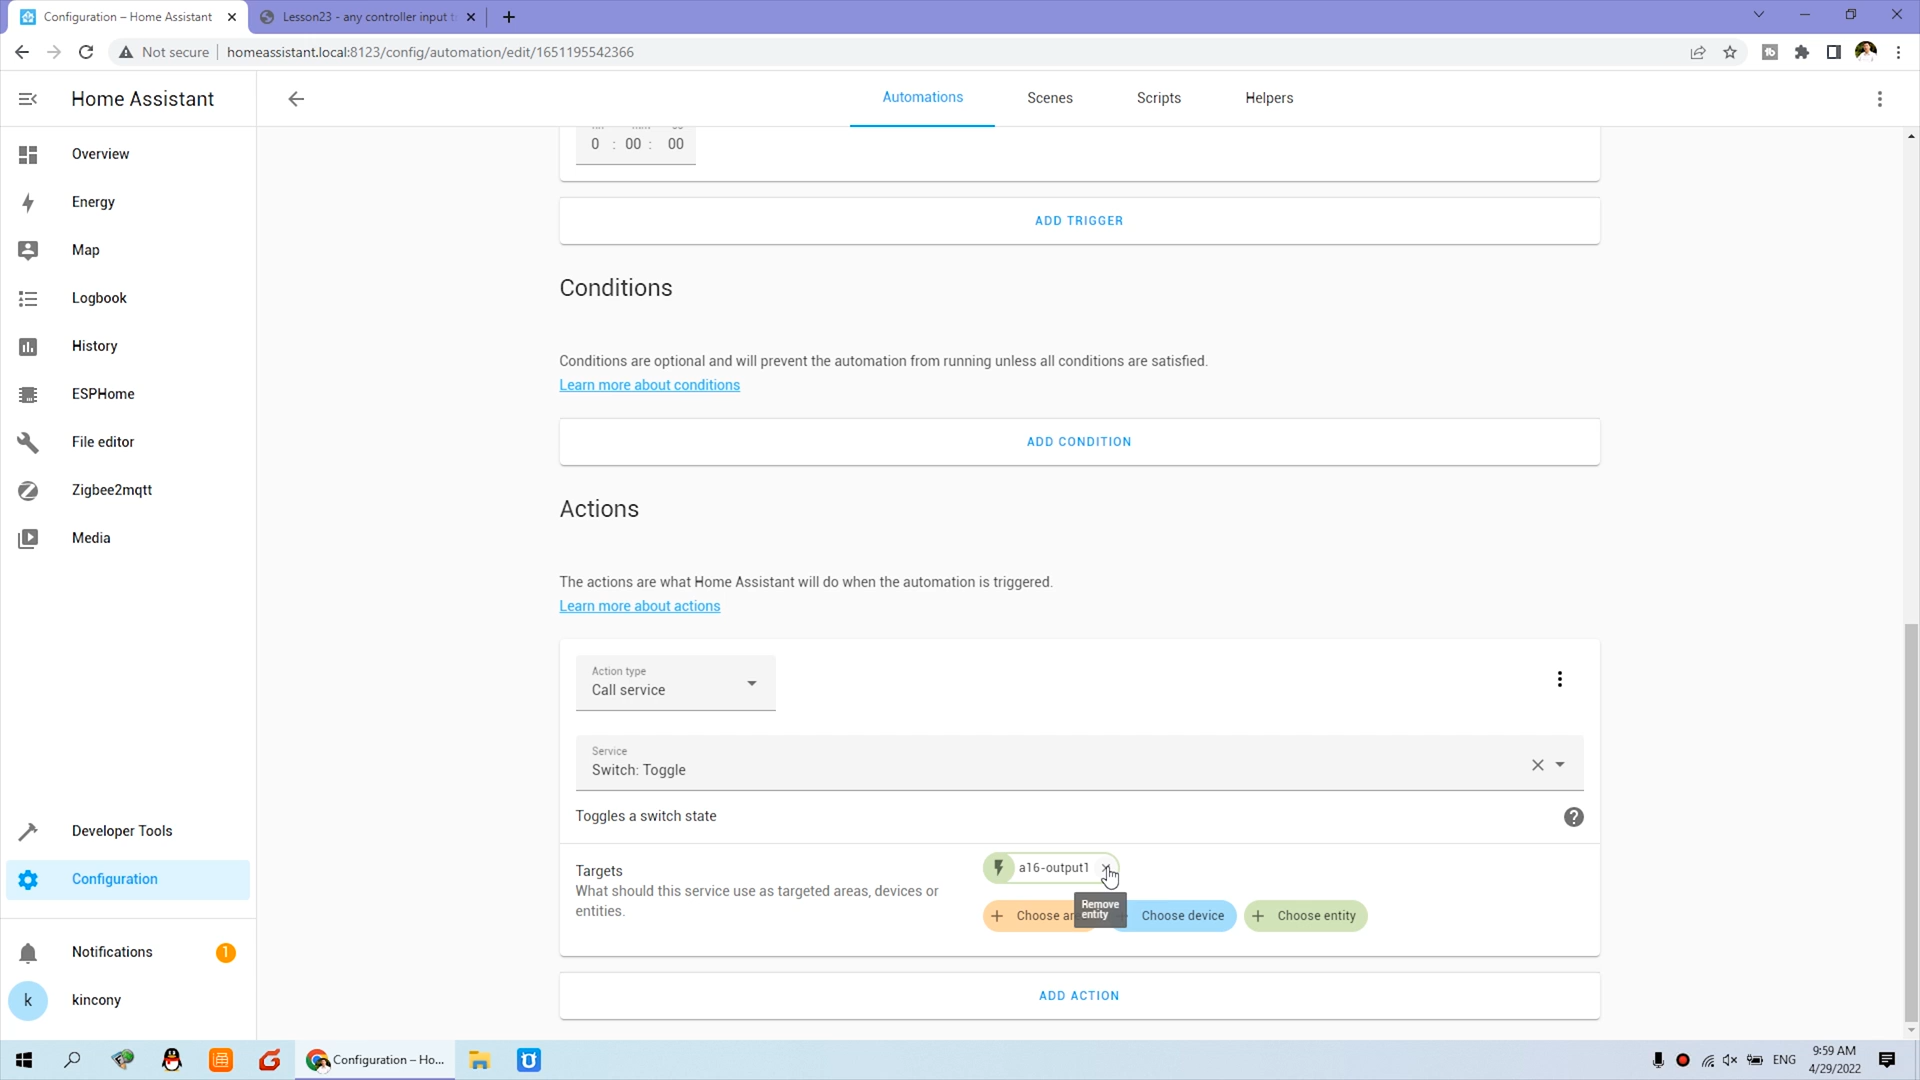 Configuration – Home Assistant
Lesson23 - any controller input t
Not secure
homeassistant.local:8123/config/automation/edit/1651195542366
Home Assistant
Automations
Scenes
Scripts
Helpers
Overview
Energy
Map
Logbook
History
ESPHome
File editor
Zigbee2mqtt
Media
Developer Tools
Configuration
Notifications
1
k
kincony
0 : 00 : 00
ADD TRIGGER
Conditions
Conditions are optional and will prevent the automation from running unless all conditions are satisfied.
Learn more about conditions
ADD CONDITION
Actions
The actions are what Home Assistant will do when the automation is triggered.
Learn more about actions
Action type
Call service
Service
Switch: Toggle
Toggles a switch state
Targets
What should this service use as targeted areas, devices or
entities.
a16-output1
Remove
entity
Choose
Choose device
Choose entity
ADD ACTION
Configuration – Ho...
ENG
9:59 AM
4/29/2022